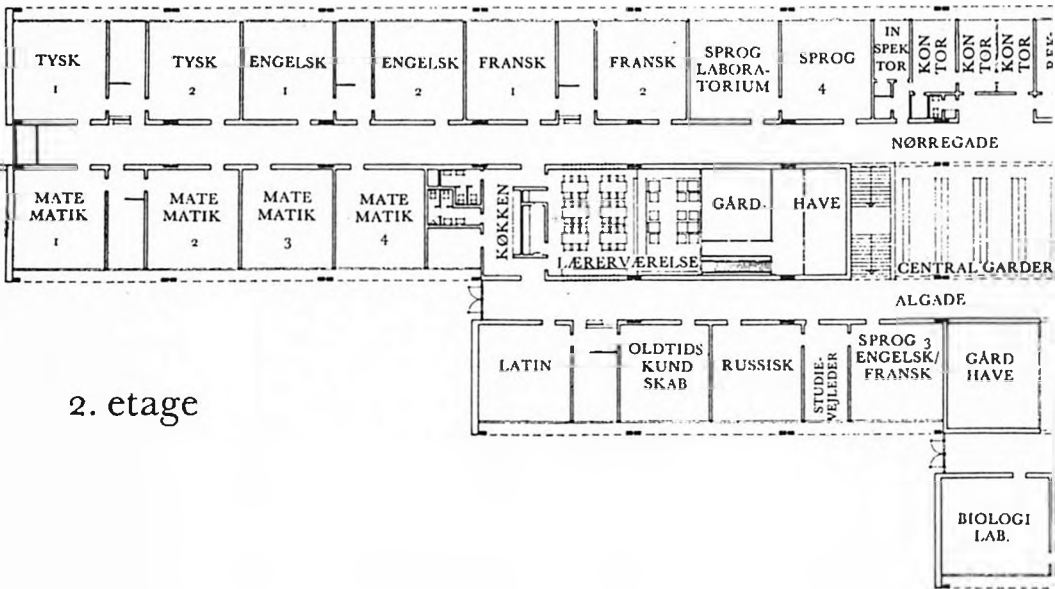 TYSK
1
TYSK
2
ENGELSK
1
ENGELSK
2
FRANSK
1
FRANSK
2
SPROG
LABORA-
TORIUM
SPROG
4
IN
SPEK
TOR
KON
TOR
KON
TOR
KON
TOR
NØRREGADE
MATE
MATIK
1
MATE
MATIK
2
MATE
MATIK
3
MATE
MATIK
4
KØKKEN
LÆRERVÆRELSE
GÅRD
HAVE
CENTRAL GARDER
ALGADE
LATIN
OLDTIDS
KUND
SKAB
RUSSISK
STUDIE-
VEJLEDER
SPROG 3
ENGELSK/
FRANSK
GÅRD
HAVE
2. etage
BIOLOGI
LAB.